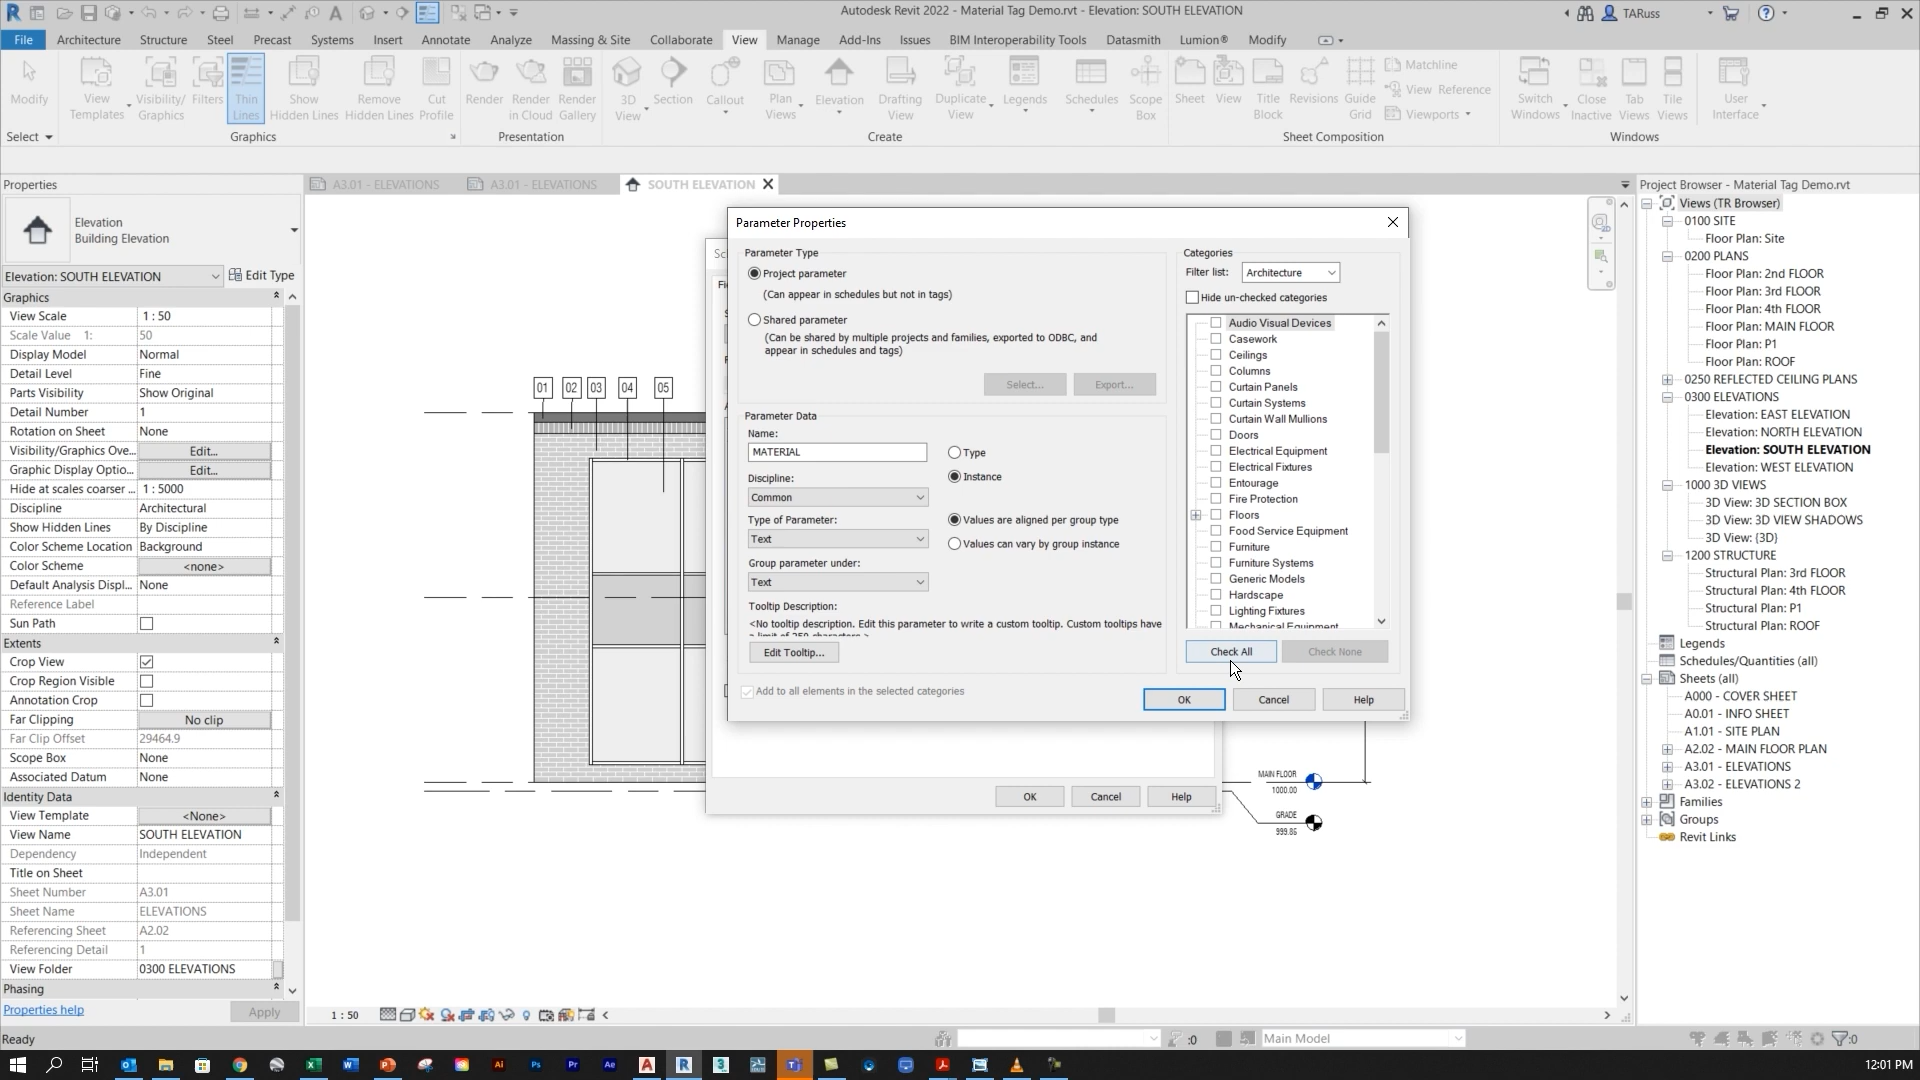 Autodesk Revit 2022 - Material Tag Demo.rvt - Elevation: SOUTH ELEVATION
TARuss
File Architecture Structure Steel Precast Systems Insert Annotate Analyze Massing & Site Collaborate View Manage Add-Ins Issues BIM Interoperability Tools Datasmith Lumion® Modify
Modify
View Templates
Visibility/ Graphics
Filters
Thin Lines
Show Hidden Lines
Remove Hidden Lines
Cut Profile
Render
Render in Cloud
Render Gallery
3D View
Section
Callout
Plan Views
Elevation
Drafting View
Duplicate View
Legends
Schedules
Scope Box
Sheet
View
Title Block
Revisions
Guide Grid
Matchline
View Reference
Viewports
Switch Windows
Close Inactive
Tab Views
Tile Views
User Interface
Select
Graphics
Presentation
Create
Sheet Composition
Windows
Properties
Elevation
Building Elevation
Elevation: SOUTH ELEVATION Edit Type
Graphics
View Scale 1 : 50
Scale Value 1: 50
Display Model Normal
Detail Level Fine
Parts Visibility Show Original
Detail Number 1
Rotation on Sheet None
Visibility/Graphics Ove... Edit...
Graphic Display Optio... Edit...
Hide at scales coarser ... 1 : 5000
Discipline Architectural
Show Hidden Lines By Discipline
Color Scheme Location Background
Color Scheme <none>
Default Analysis Displ... None
Reference Label
Sun Path
Extents
Crop View
Crop Region Visible
Annotation Crop
Far Clipping No clip
Far Clip Offset 29464.9
Scope Box None
Associated Datum None
Identity Data
View Template <None>
View Name SOUTH ELEVATION
Dependency Independent
Title on Sheet
Sheet Number A3.01
Sheet Name ELEVATIONS
Referencing Sheet A2.02
Referencing Detail 1
View Folder 0300 ELEVATIONS
Phasing
Properties help Apply
Ready
A3.01 - ELEVATIONS A3.01 - ELEVATIONS SOUTH ELEVATION
01 02 03 04 05
Parameter Properties
Parameter Type
Project parameter
(Can appear in schedules but not in tags)
Shared parameter
(Can be shared by multiple projects and families, exported to ODBC, and
appear in schedules and tags)
Select... Export...
Parameter Data
Name:
MATERIAL
Type
Discipline:
Instance
Common
Type of Parameter:
Values are aligned per group type
Text
Values can vary by group instance
Group parameter under:
Text
Tooltip Description:
<No tooltip description. Edit this parameter to write a custom tooltip. Custom tooltips have
a limit of 250 characters.>
Edit Tooltip...
Add to all elements in the selected categories
Categories
Filter list: Architecture
Hide un-checked categories
Audio Visual Devices
Casework
Ceilings
Columns
Curtain Panels
Curtain Systems
Curtain Wall Mullions
Doors
Electrical Equipment
Electrical Fixtures
Entourage
Fire Protection
Floors
Food Service Equipment
Furniture
Furniture Systems
Generic Models
Hardscape
Lighting Fixtures
Mechanical Equipment
Check All Check None
OK Cancel Help
OK Cancel Help
MAIN FLOOR
1000.00
GRADE
999.86
1 : 50
:0
Main Model
:0
Project Browser - Material Tag Demo.rvt
Views (TR Browser)
0100 SITE
Floor Plan: Site
0200 PLANS
Floor Plan: 2nd FLOOR
Floor Plan: 3rd FLOOR
Floor Plan: 4th FLOOR
Floor Plan: MAIN FLOOR
Floor Plan: P1
Floor Plan: ROOF
0250 REFLECTED CEILING PLANS
0300 ELEVATIONS
Elevation: EAST ELEVATION
Elevation: NORTH ELEVATION
Elevation: SOUTH ELEVATION
Elevation: WEST ELEVATION
1000 3D VIEWS
3D View: 3D SECTION BOX
3D View: 3D VIEW SHADOWS
3D View: {3D}
1200 STRUCTURE
Structural Plan: 3rd FLOOR
Structural Plan: 4th FLOOR
Structural Plan: P1
Structural Plan: ROOF
Legends
Schedules/Quantities (all)
Sheets (all)
A000 - COVER SHEET
A0.01 - INFO SHEET
A1.01 - SITE PLAN
A2.02 - MAIN FLOOR PLAN
A3.01 - ELEVATIONS
A3.02 - ELEVATIONS 2
Families
Groups
Revit Links
12:01 PM